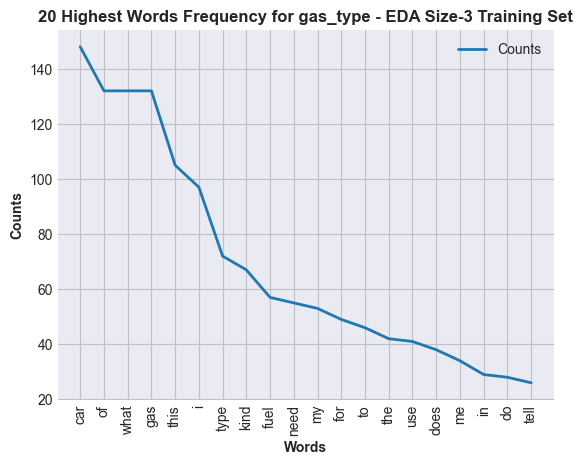 20 Highest Words Frequency for gas_type - EDA Size-3 Training Set
Counts
140
120
100
80
60
40
20
Counts
car
of
what
gas
this
i
type
kind
fuel
need
my
for
to
the
use
does
me
in
do
tell
Words